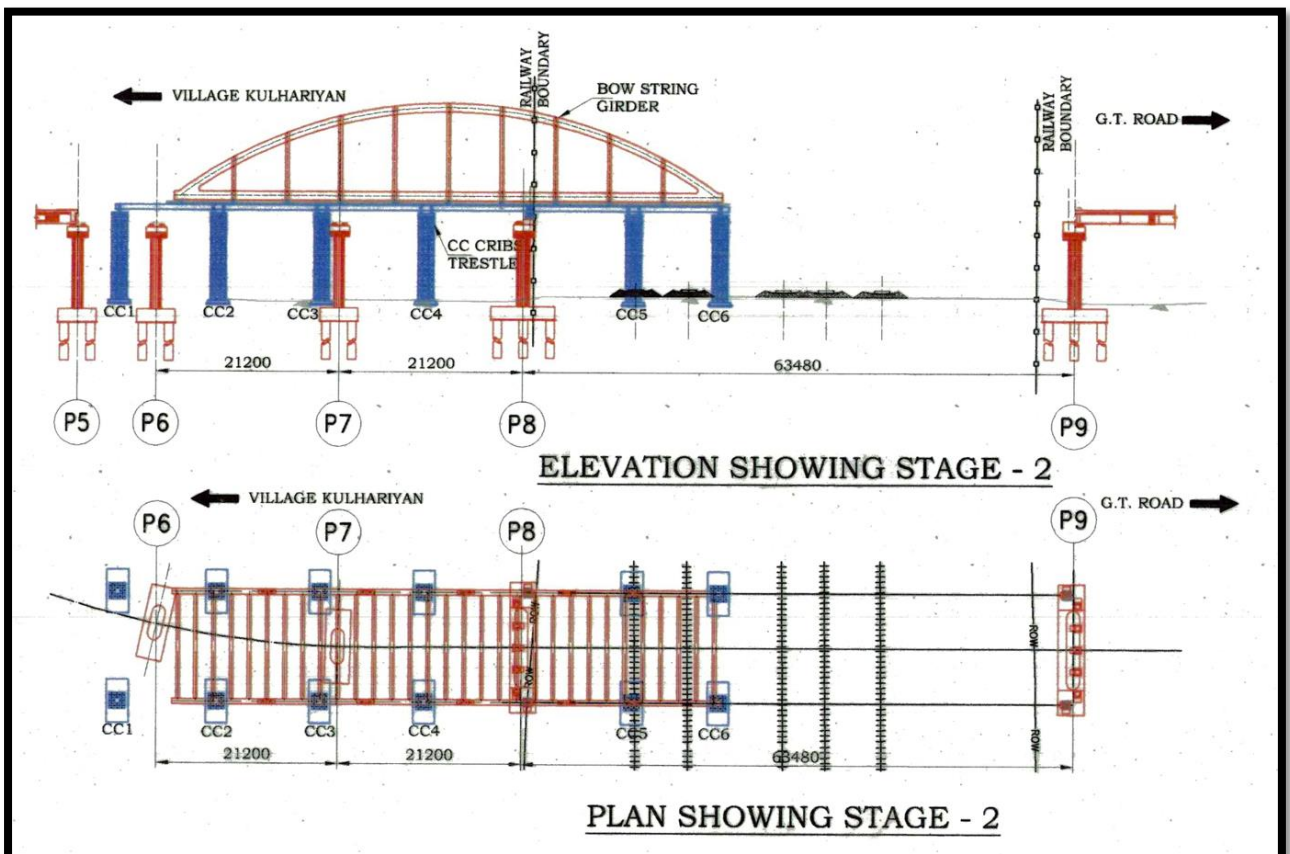 RAILWAY
BOUNDARY
VILLAGE KULHARIYAN
BOW STRING
GIRDER
RAILWAY
BOUNDARY
G.T. ROAD
CC CRIBS
TRESTLE
CC1
CC2
CC3
CC4
CC5
CC6
21200
21200
63480
P5
P6
P7
P8
P9
ELEVATION SHOWING STAGE - 2
VILLAGE KULHARIYAN
G.T. ROAD
P6
P7
P8
P9
ROW
ROW
ROW
ROW
CC1
CC2
CC3
CC4
CC5
CC6
21200
21200
63480
PLAN SHOWING STAGE - 2